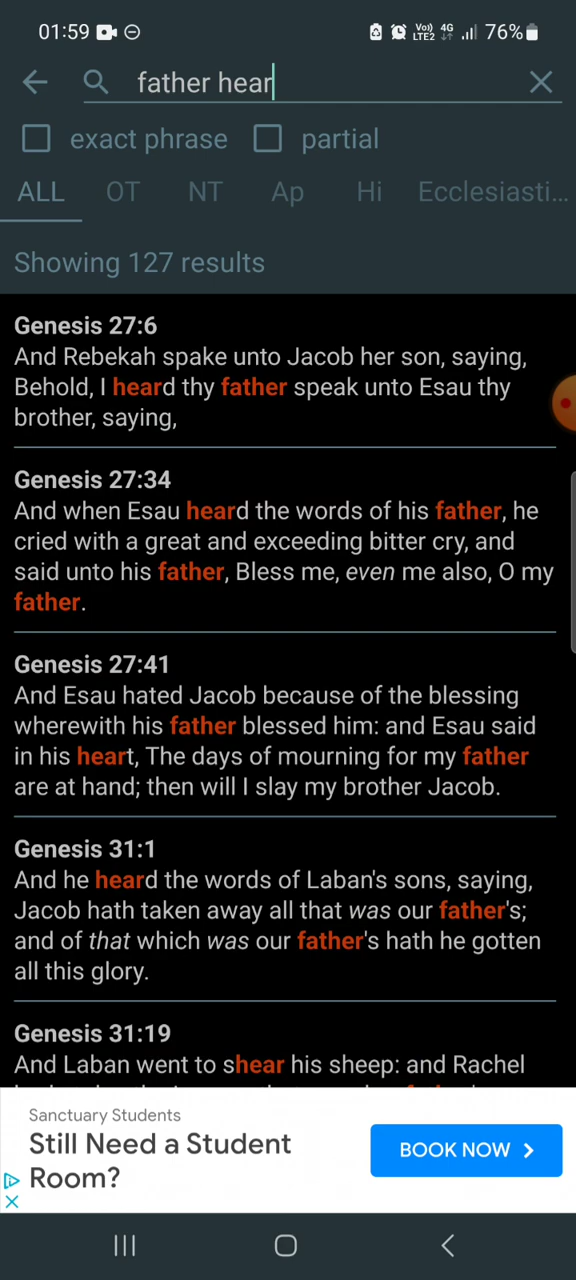 01:59 Vo)) LTE2 4G 76%
father hear
exact phrase partial
ALL OT NT Ap Hi Ecclesiasti...
Showing 127 results
Genesis 27:6
And Rebekah spake unto Jacob her son, saying,
Behold, I heard thy father speak unto Esau thy
brother, saying,
Genesis 27:34
And when Esau heard the words of his father, he
cried with a great and exceeding bitter cry, and
said unto his father, Bless me, even me also, O my
father.
Genesis 27:41
And Esau hated Jacob because of the blessing
wherewith his father blessed him: and Esau said
in his heart, The days of mourning for my father
are at hand; then will I slay my brother Jacob.
Genesis 31:1
And he heard the words of Laban's sons, saying,
Jacob hath taken away all that was our father's;
and of that which was our father's hath he gotten
all this glory.
Genesis 31:19
And Laban went to shear his sheep: and Rachel
Sanctuary Students
Still Need a Student
Room?
BOOK NOW